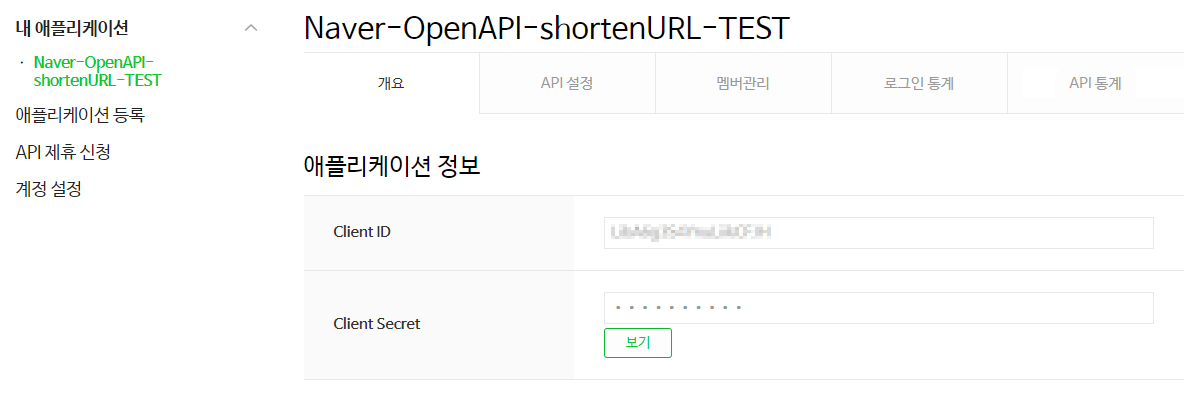 내 애플리케이션
· Naver-OpenAPI-
shortenURL-TEST
애플리케이션 등록
API 제휴 신청
계정 설정
Naver-OpenAPI-shortenURL-TEST
개요 API 설정 멤버관리 로그인 통계 API 통계
애플리케이션 정보
Client ID
Client Secret
보기